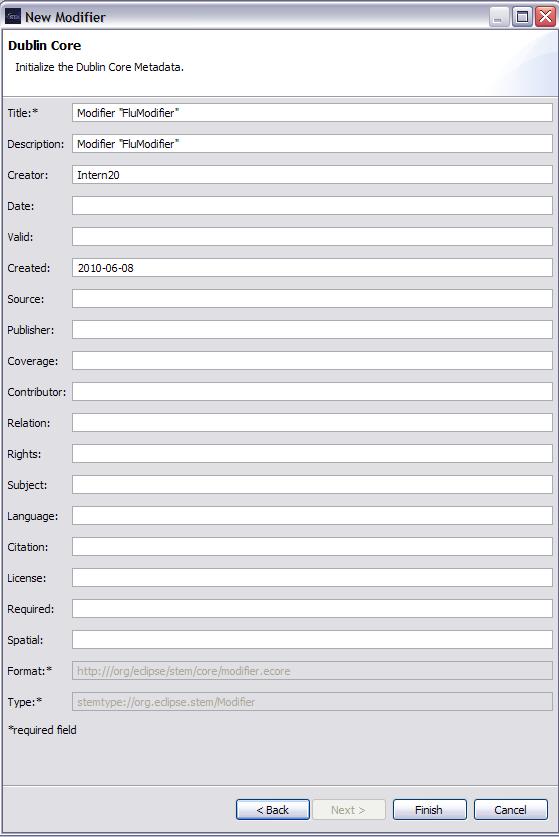 New Modifier
Dublin Core
Initialize the Dublin Core Metadata.
Title:* Modifier "FluModifier"
Description: Modifier "FluModifier"
Creator: Intern20
Date:
Valid:
Created: 2010-06-08
Source:
Publisher:
Coverage:
Contributor:
Relation:
Rights:
Subject:
Language:
Citation:
License:
Required:
Spatial:
Format:* http:///org/eclipse/stem/core/modifier.ecore
Type:* stemtype://org.eclipse.stem/Modifier
*required field
< Back Next > Finish Cancel